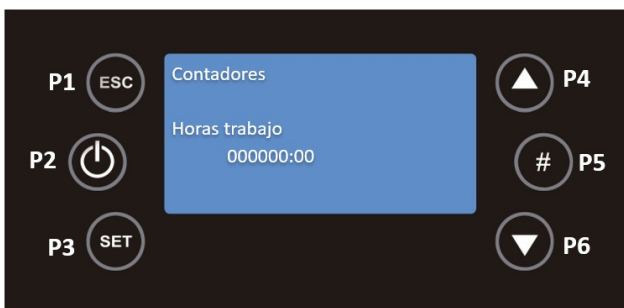 P1 ESC
Contadores
P4
Horas trabajo
P2
000000:00
# P5
P3 SET
P6